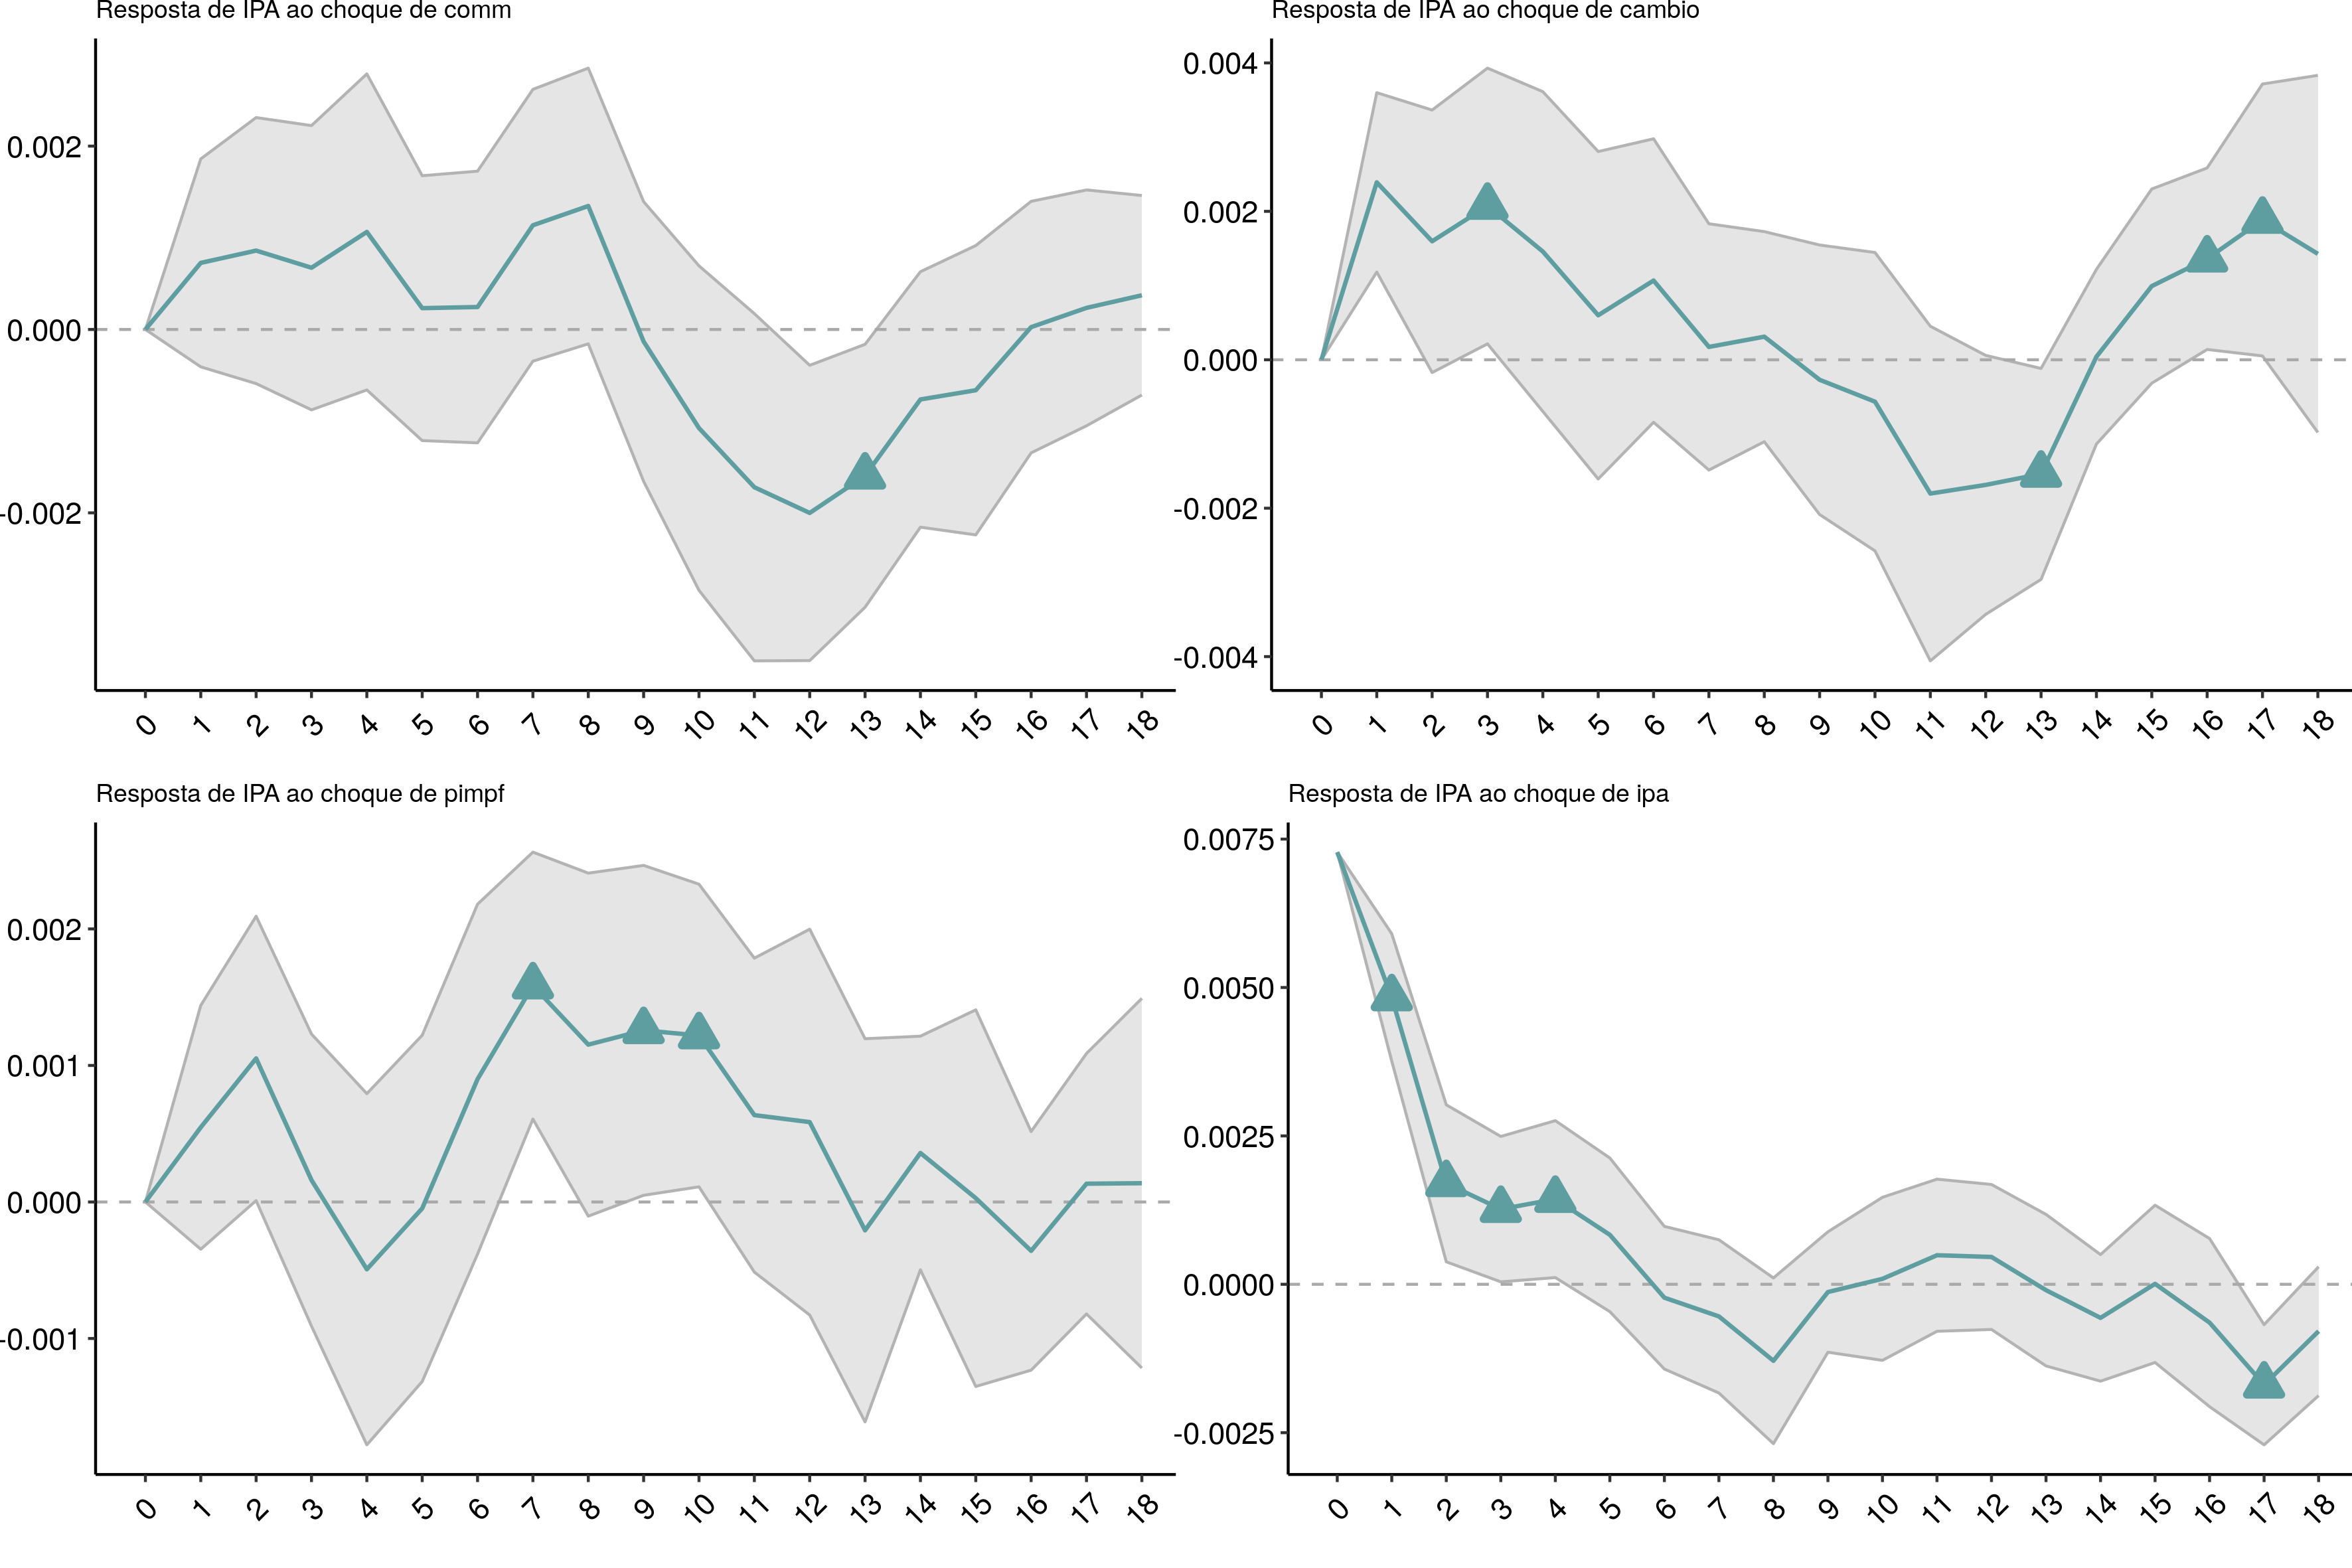 Resposta de IPA ao choque de comm
0.002
0.000
-0.002
0 1 2 3 4 5 6 7 8 9 10 11 12 13 14 15 16 17 18
Resposta de IPA ao choque de cambio
0.004
0.002
0.000
-0.002
-0.004
0 1 2 3 4 5 6 7 8 9 10 11 12 13 14 15 16 17 18
Resposta de IPA ao choque de pimpf
0.002
0.001
0.000
-0.001
0 1 2 3 4 5 6 7 8 9 10 11 12 13 14 15 16 17 18
Resposta de IPA ao choque de ipa
0.0075
0.0050
0.0025
0.0000
-0.0025
0 1 2 3 4 5 6 7 8 9 10 11 12 13 14 15 16 17 18